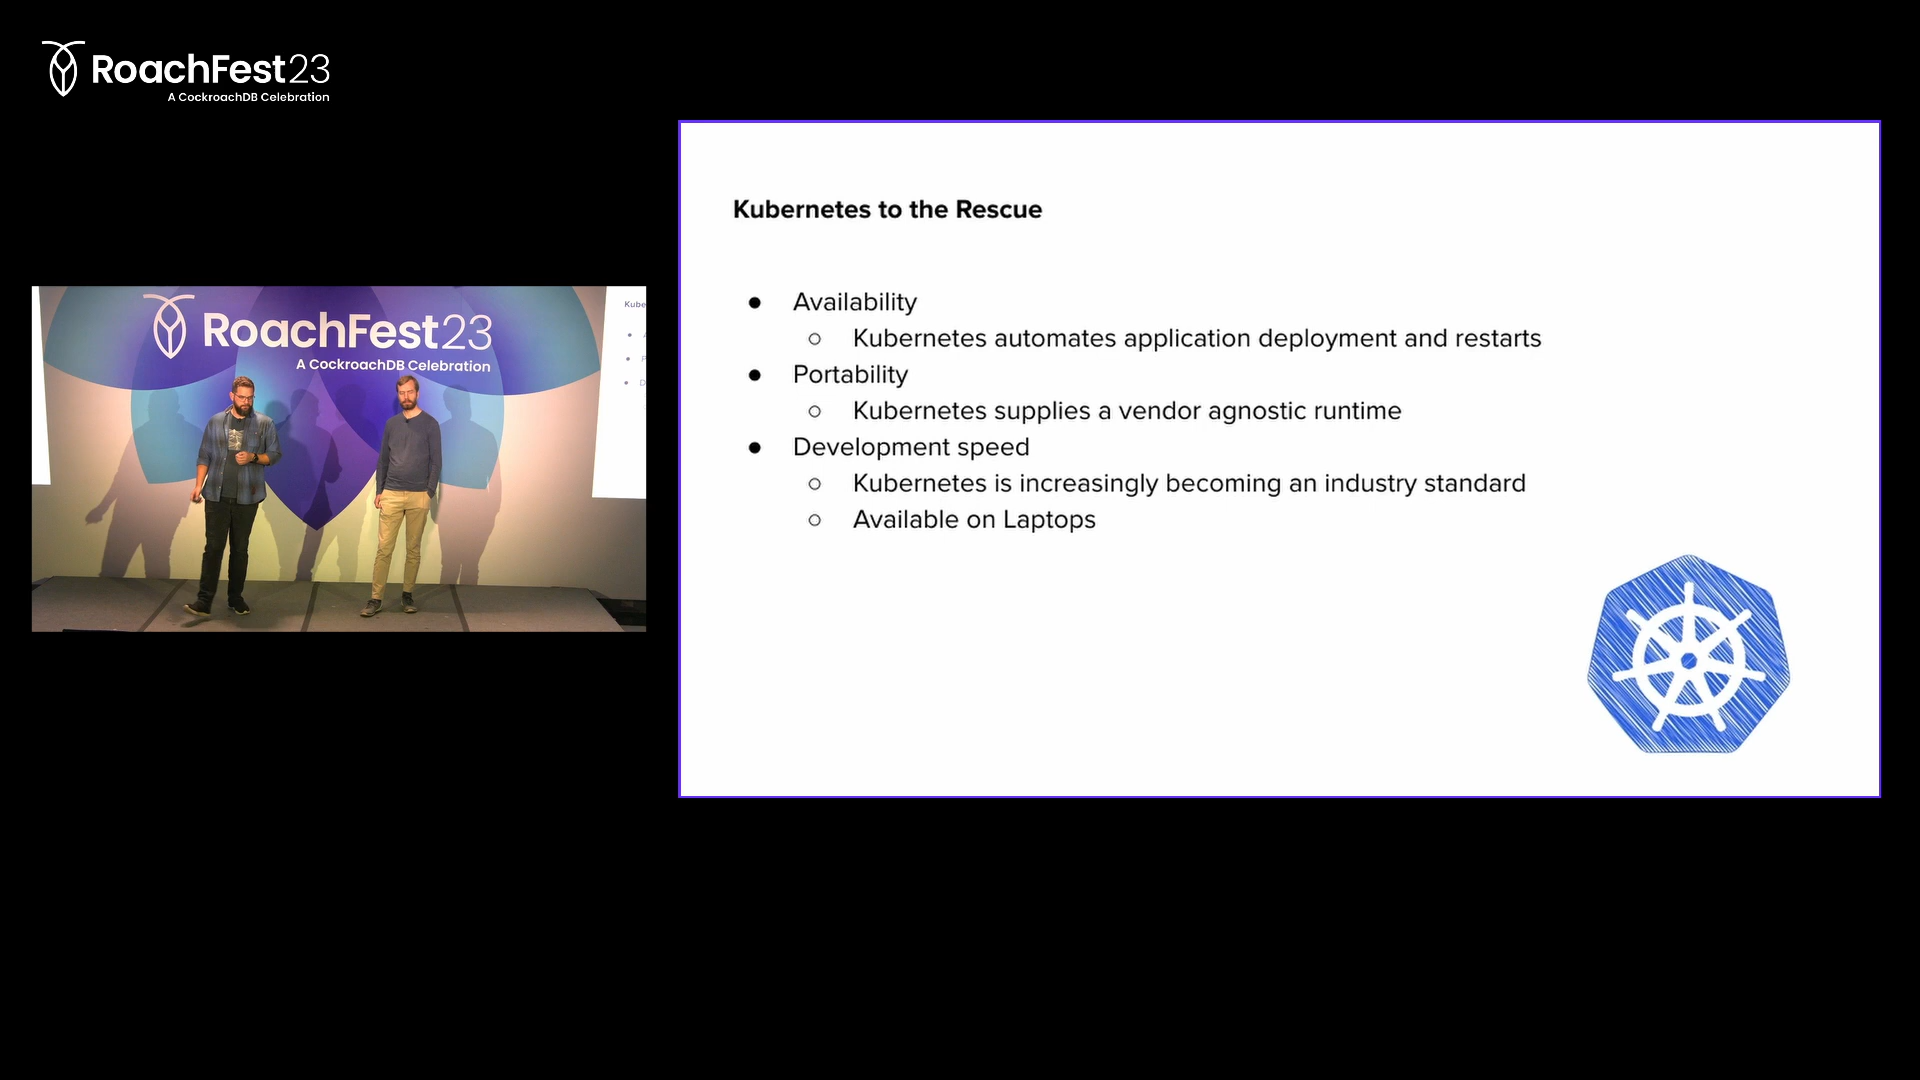 RoachFest23
A CockroachDB Celebration
RoachFest23
A CockroachDB Celebration
Kube
Kubernetes to the Rescue
● Availability
○ Kubernetes automates application deployment and restarts
● Portability
○ Kubernetes supplies a vendor agnostic runtime
● Development speed
○ Kubernetes is increasingly becoming an industry standard
○ Available on Laptops